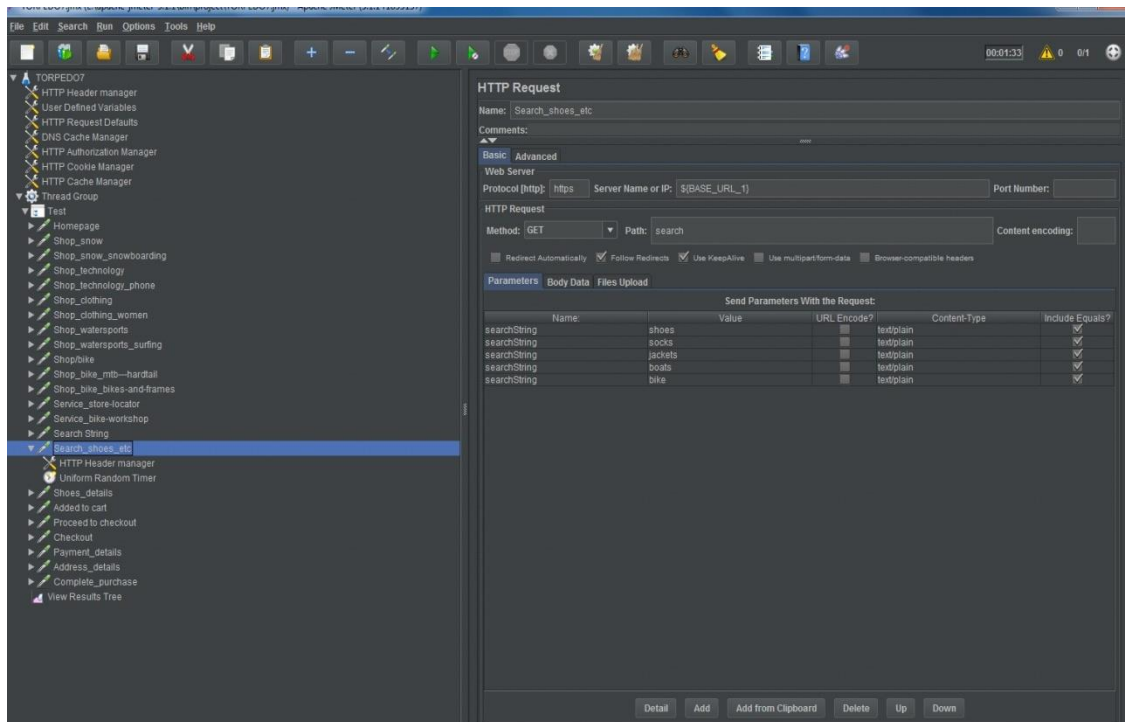 File Edit Search Run Options Tools Help
00:01:33 0 0/1
TORPEDO7
HTTP Header manager
User Defined Variables
HTTP Request Defaults
DNS Cache Manager
HTTP Authorization Manager
HTTP Cookie Manager
HTTP Cache Manager
Thread Group
Test
Homepage
Shop_snow
Shop_snow_snowboarding
Shop_technology
Shop_technology_phone
Shop_clothing
Shop_clothing_women
Shop_watersports
Shop_watersports_surfing
Shop/bike
Shop_bike_mtb---hardtail
Shop_bike_bikes-and-frames
Service_store-locator
Service_bike-workshop
Search String
Search_shoes_etc
HTTP Header manager
Uniform Random Timer
Shoes_details
Added to cart
Proceed to checkout
Checkout
Payment_details
Address_details
Complete_purchase
View Results Tree
HTTP Request
Name: Search_shoes_etc
Comments:
Basic Advanced
Web Server
Protocol [http]: https Server Name or IP: ${BASE_URL_1} Port Number:
HTTP Request
Method: GET Path: search Content encoding:
Redirect Automatically Follow Redirects Use KeepAlive Use multipart/form-data Browser-compatible headers
Parameters Body Data Files Upload
Send Parameters With the Request:
Name: Value URL Encode? Content-Type Include Equals?
searchString shoes text/plain
searchString socks text/plain
searchString jackets text/plain
searchString boats text/plain
searchString bike text/plain
Detail Add Add from Clipboard Delete Up Down